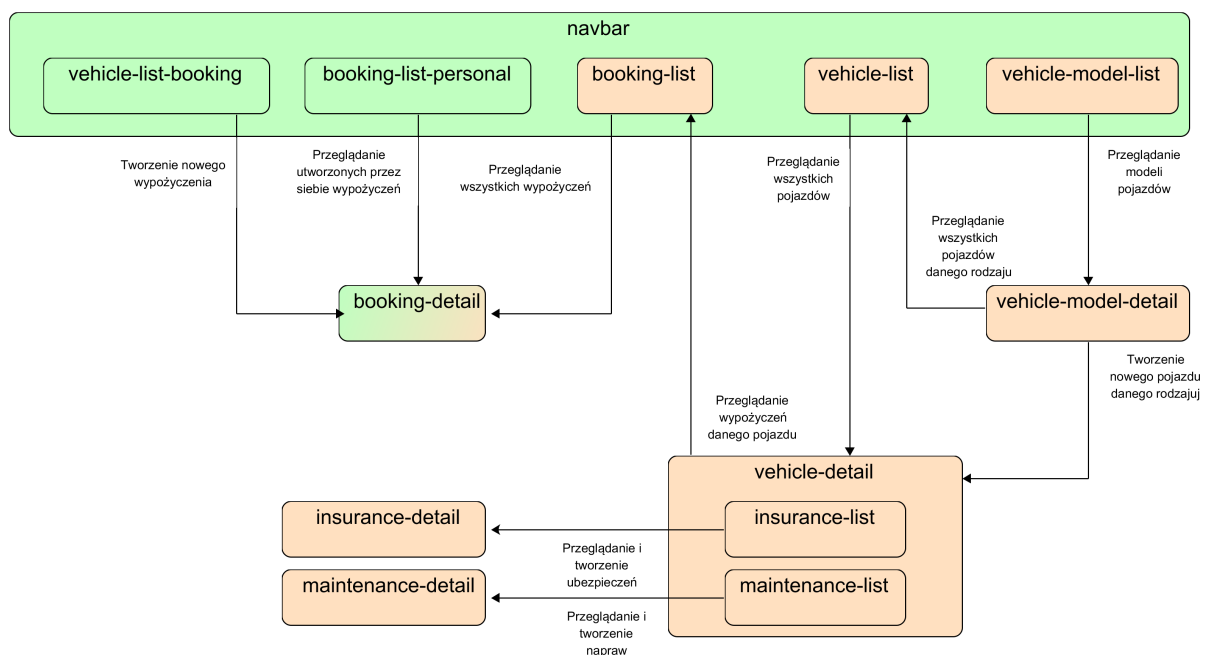 navbar
vehicle-list-booking
booking-list-personal
booking-list
vehicle-list
vehicle-model-list
Tworzenie nowego
wypożyczenia
Przeglądanie
utworzonych przez
siebie wypożyczeń
Przeglądanie
wszystkich wypożyczeń
Przeglądanie
wszystkich
pojazdów
Przeglądanie
modeli
pojazdów
Przeglądanie
wszystkich
pojazdów
danego rodzaju
booking-detail
vehicle-model-detail
Tworzenie
nowego pojazdu
danego rodzajuj
Przeglądanie
wypożyczeń
danego pojazdu
vehicle-detail
insurance-detail
insurance-list
Przeglądanie i
tworzenie
ubezpieczeń
maintenance-detail
maintenance-list
Przeglądanie i
tworzenie
napraw